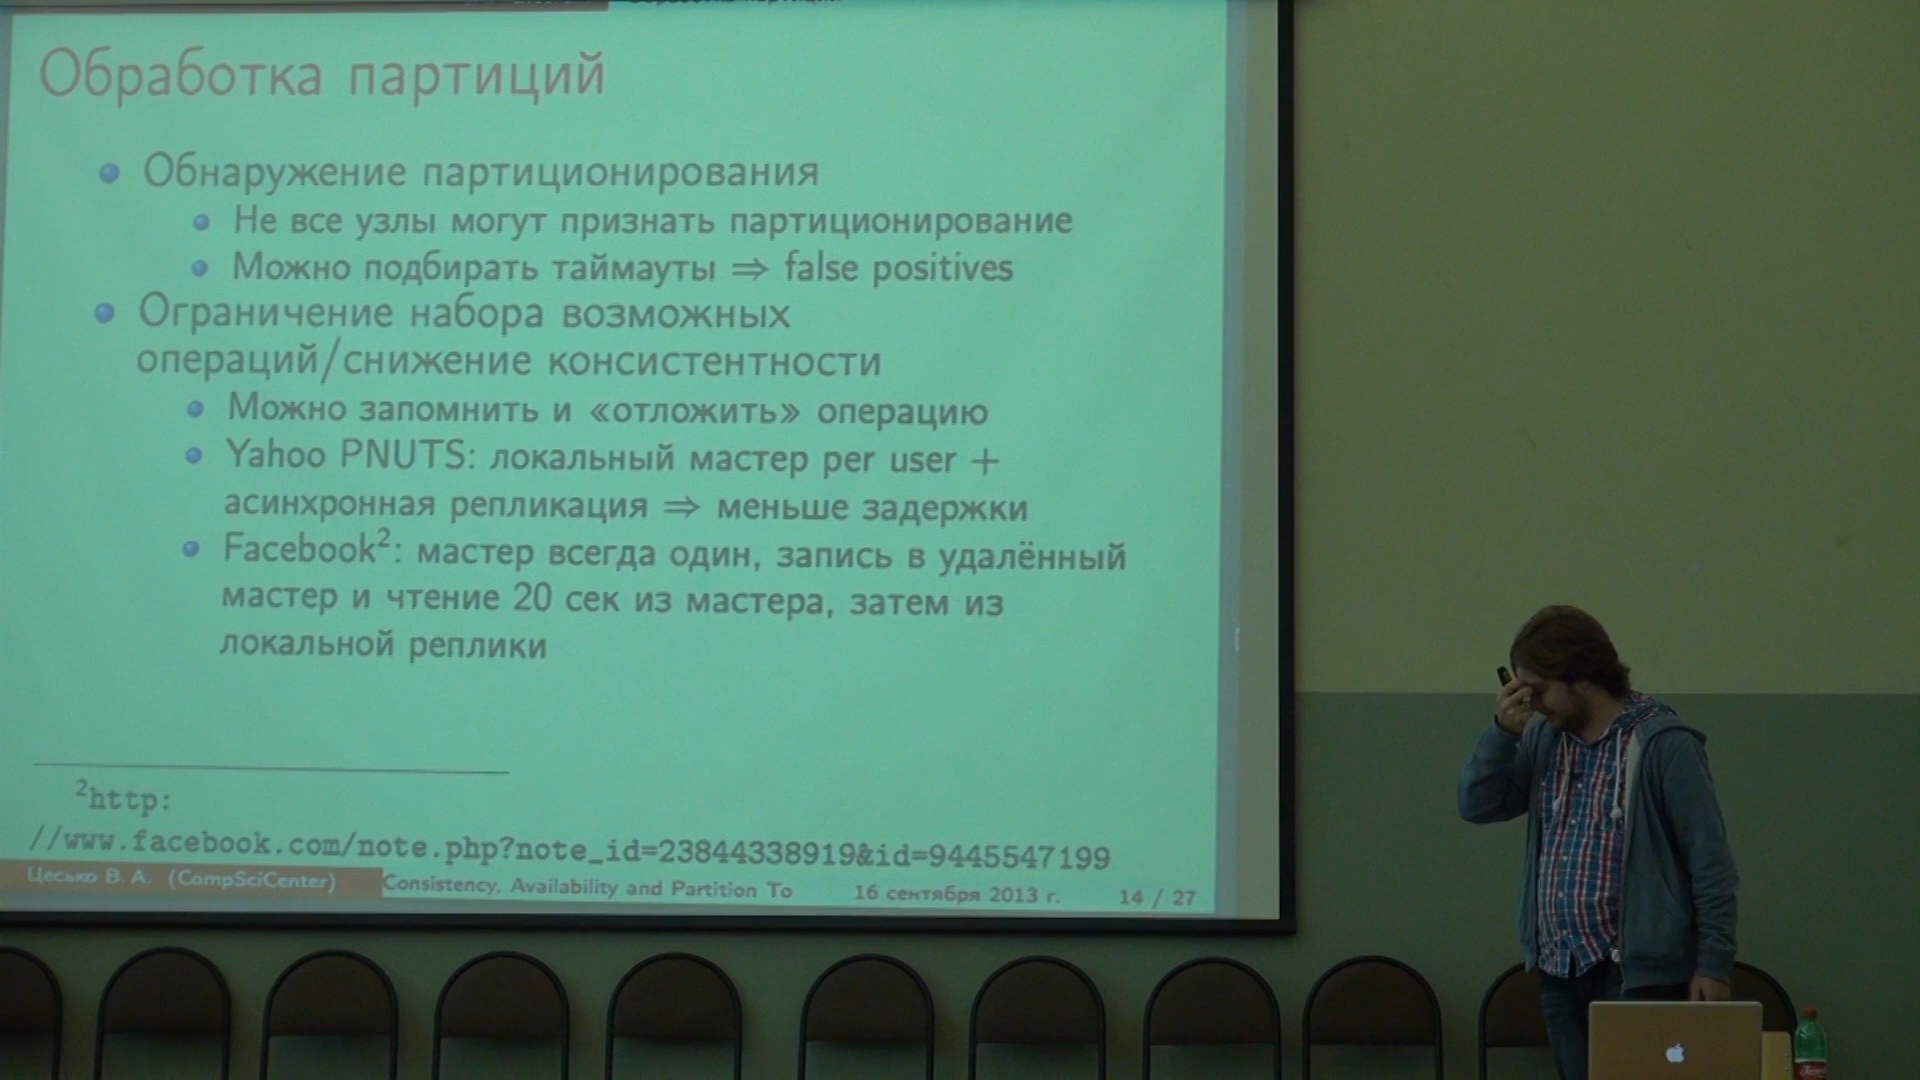 Обработка партиций
Обнаружение партиционирования
Не все узлы могут признать партиционирование
Можно подбирать таймауты ⇒ false positives
Ограничение набора возможных
операций/снижение консистентности
Можно запомнить и «отложить» операцию
Yahoo PNUTS: локальный мастер per user +
асинхронная репликация ⇒ меньше задержки
Facebook²: мастер всегда один, запись в удалённый
мастер и чтение 20 сек из мастера, затем из
локальной реплики
²http:
//www.facebook.com/note.php?note_id=23844338919&id=9445547199
Цесько В. А. (CompSciCenter) Consistency, Availability and Partition To 16 сентября 2013 г. 14 / 27